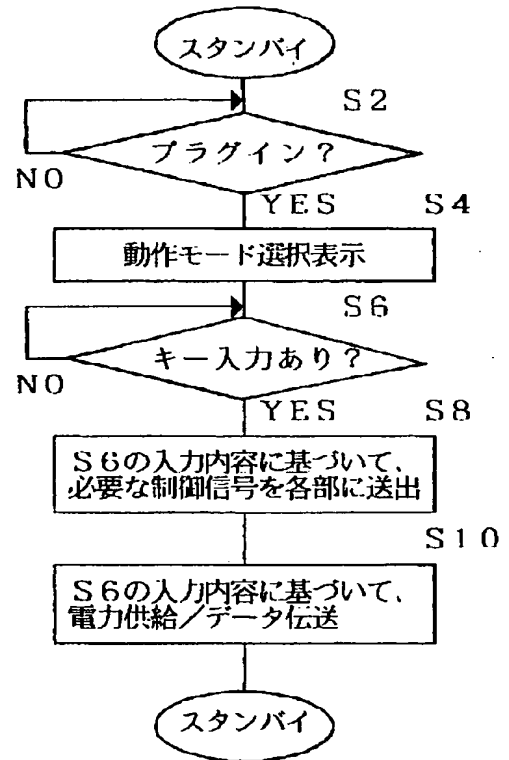 スタンバイ
S2
プラグイン？
NO
YES
S4
動作モード選択表示
S6
キー入力あり？
NO
YES
S8
S6の入力内容に基づいて、
必要な制御信号を各部に送出
S10
S6の入力内容に基づいて、
電力供給／データ伝送
スタンバイ